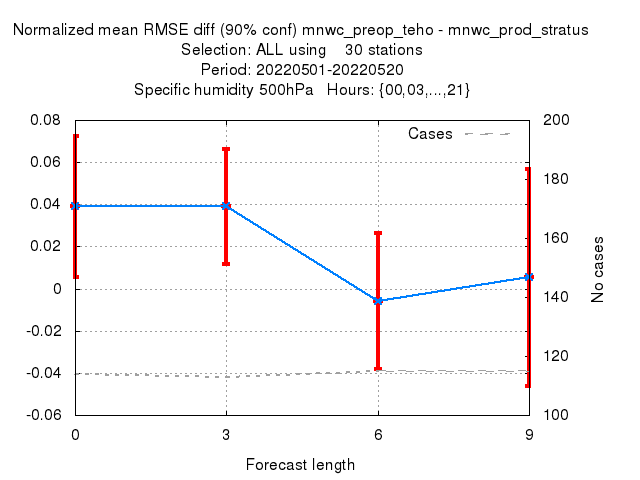 Normalized mean RMSE diff (90% conf) mnwc_preop_teho - mnwc_prod_stratus
Selection: ALL using    30 stations
Period: 20220501-20220520
Specific humidity 500hPa   Hours: {00,03,...,21}
Cases
0.08
0.06
0.04
0.02
0
-0.02
-0.04
-0.06
200
180
160
140
120
100
No cases
0
3
6
9
Forecast length